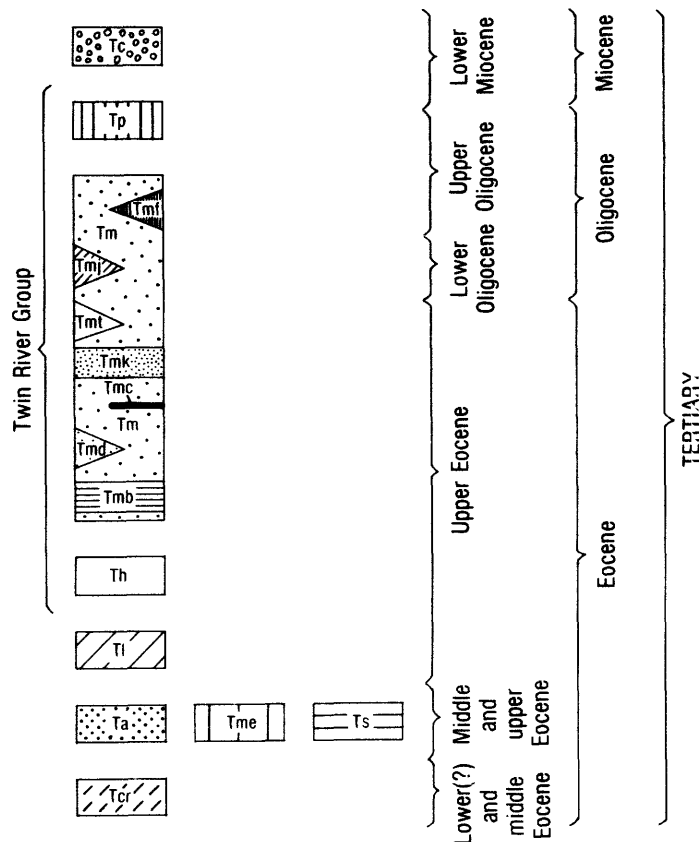 Tc
Tp
Tmf
Tm
Tmj
Tmt
Tmk
Tmc
Tm
Tmd
Tmb
Th
Tl
Ta
Tme
Ts
Tcr
Twin River Group
Lower
Miocene
Upper
Oligocene
Lower
Oligocene
Upper Eocene
Middle
and
upper
Eocene
Lower(?)
and
middle
Eocene
Miocene
Oligocene
Eocene
TERTIARY